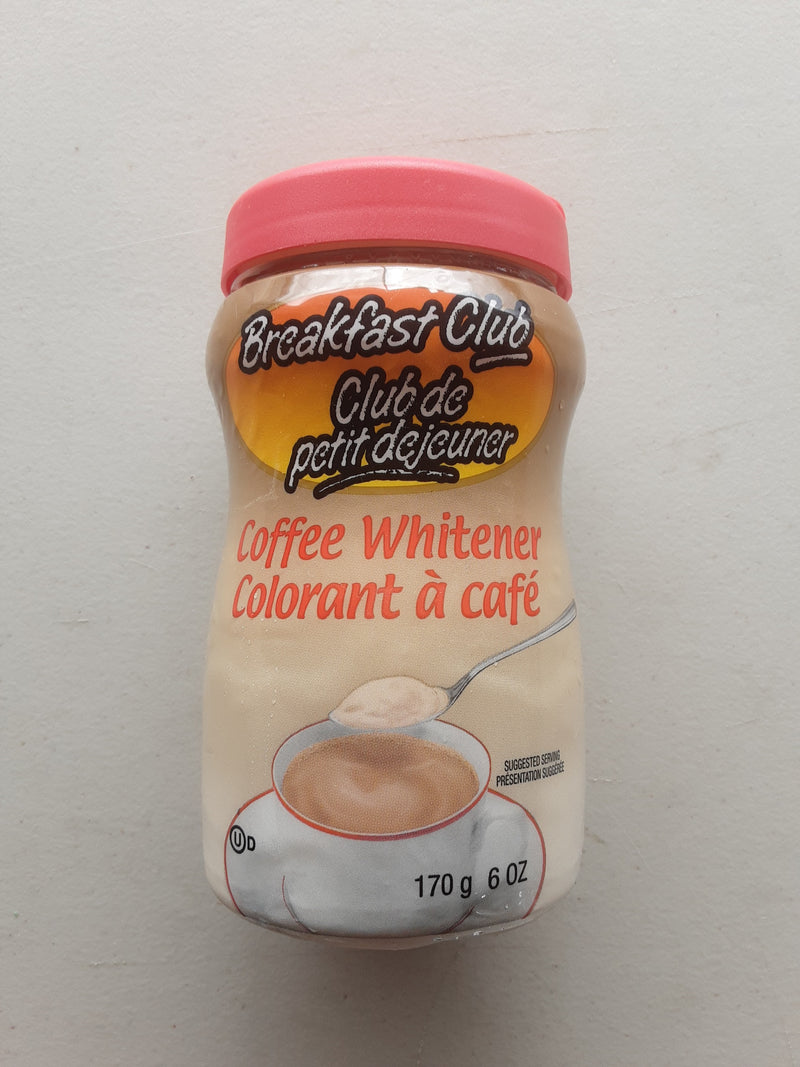 Breakfast Club
Club de
petit dejeuner
Coffee Whitener
Colorant à café
SUGGESTED SERVING
PRÉSENTATION SUGGÉRÉE
U D
170 g 6 OZ